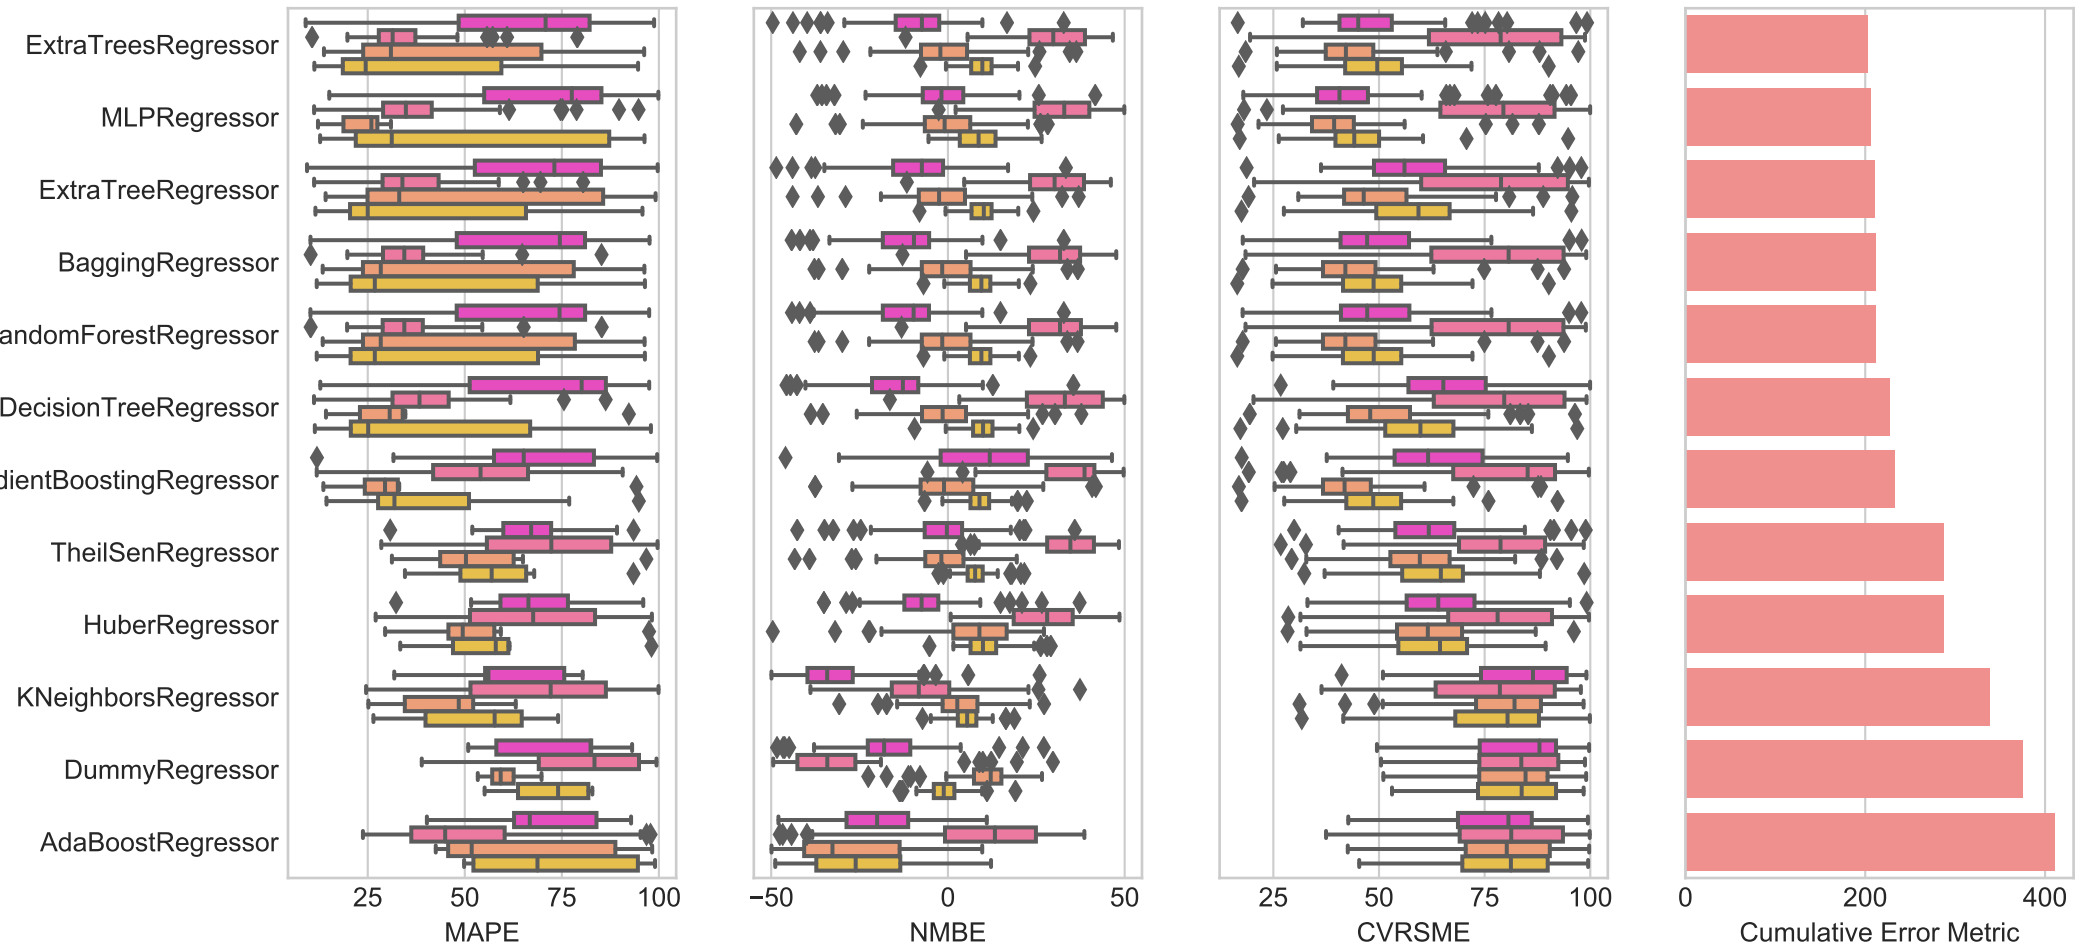 ExtraTreesRegressor
MLPRegressor
ExtraTreeRegressor
BaggingRegressor
andomForestRegressor
DecisionTreeRegressor
dientBoostingRegressor
TheilSenRegressor
HuberRegressor
KNeighborsRegressor
DummyRegressor
AdaBoostRegressor
25 50 75 100 −50 0 50 25 50 75 100 0 200 400
MAPE NMBE CVRSME Cumulative Error Metric